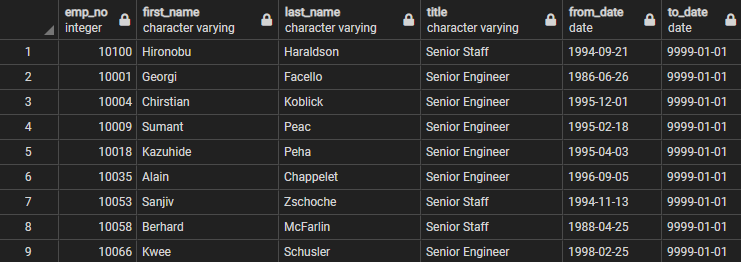 emp_no first_name last_name title from_date to_date
integer character varying character varying character varying date date
1 10100 Hironobu Haraldson Senior Staff 1994-09-21 9999-01-01
2 10001 Georgi Facello Senior Engineer 1986-06-26 9999-01-01
3 10004 Chirstian Koblick Senior Engineer 1995-12-01 9999-01-01
4 10009 Sumant Peac Senior Engineer 1995-02-18 9999-01-01
5 10018 Kazuhide Peha Senior Engineer 1995-04-03 9999-01-01
6 10035 Alain Chappelet Senior Engineer 1996-09-05 9999-01-01
7 10053 Sanjiv Zschoche Senior Staff 1994-11-13 9999-01-01
8 10058 Berhard McFarlin Senior Staff 1988-04-25 9999-01-01
9 10066 Kwee Schusler Senior Engineer 1998-02-25 9999-01-01